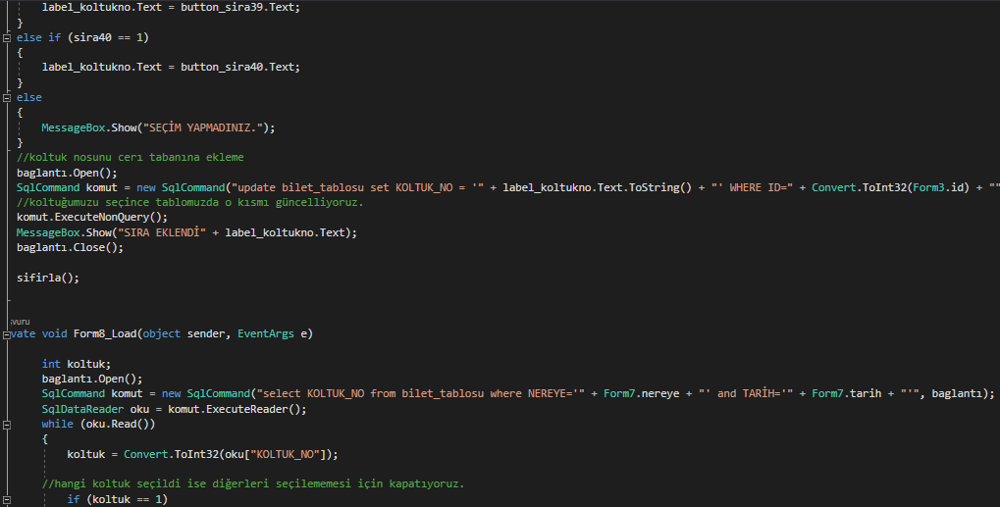 label_koltukno.Text = button_sira39.Text;
}
else if (sira40 == 1)
{
label_koltukno.Text = button_sira40.Text;
}
else
{
MessageBox.Show("SEÇİM YAPMADINIZ.");
}
//koltuk nosunu cerı tabanına ekleme
baglantı.Open();
SqlCommand komut = new SqlCommand("update bilet_tablosu set KOLTUK_NO = '" + label_koltukno.Text.ToString() + "' WHERE ID=" + Convert.ToInt32(Form3.id) + ""
//koltuğumuzu seçince tablomuzda o kısmı güncelliyoruz.
komut.ExecuteNonQuery();
MessageBox.Show("SIRA EKLENDİ" + label_koltukno.Text);
baglantı.Close();
sifirla();
şvuru
vate void Form8_Load(object sender, EventArgs e)
int koltuk;
baglantı.Open();
SqlCommand komut = new SqlCommand("select KOLTUK_NO from bilet_tablosu where NEREYE='" + Form7.nereye + "' and TARİH='" + Form7.tarih + "'", baglantı);
SqlDataReader oku = komut.ExecuteReader();
while (oku.Read())
{
koltuk = Convert.ToInt32(oku["KOLTUK_NO"]);
//hangi koltuk seçildi ise diğerleri seçilememesi için kapatıyoruz.
if (koltuk == 1)